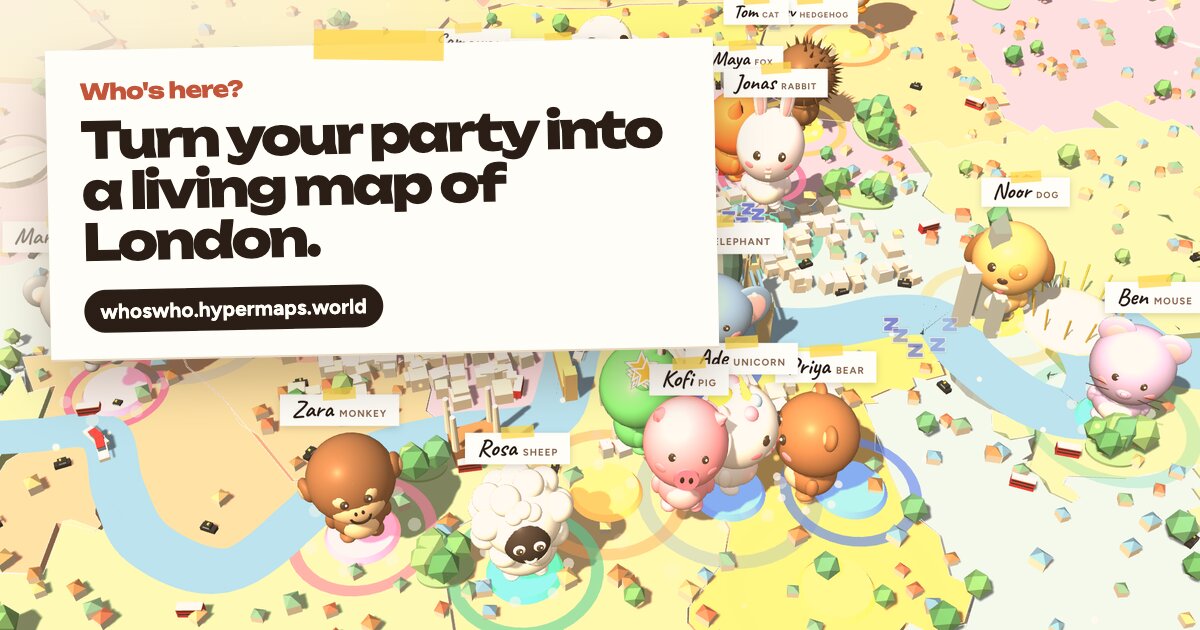 Tom CAT
HEDGEHOG
Maya FOX
Jonas RABBIT
Who's here?
Turn your party into
a living map of
London.
whoswho.hypermaps.world
Noor DOG
ELEPHANT
Ben MOUSE
Ade UNICORN
Priya BEAR
Kofi PIG
Zara MONKEY
Rosa SHEEP